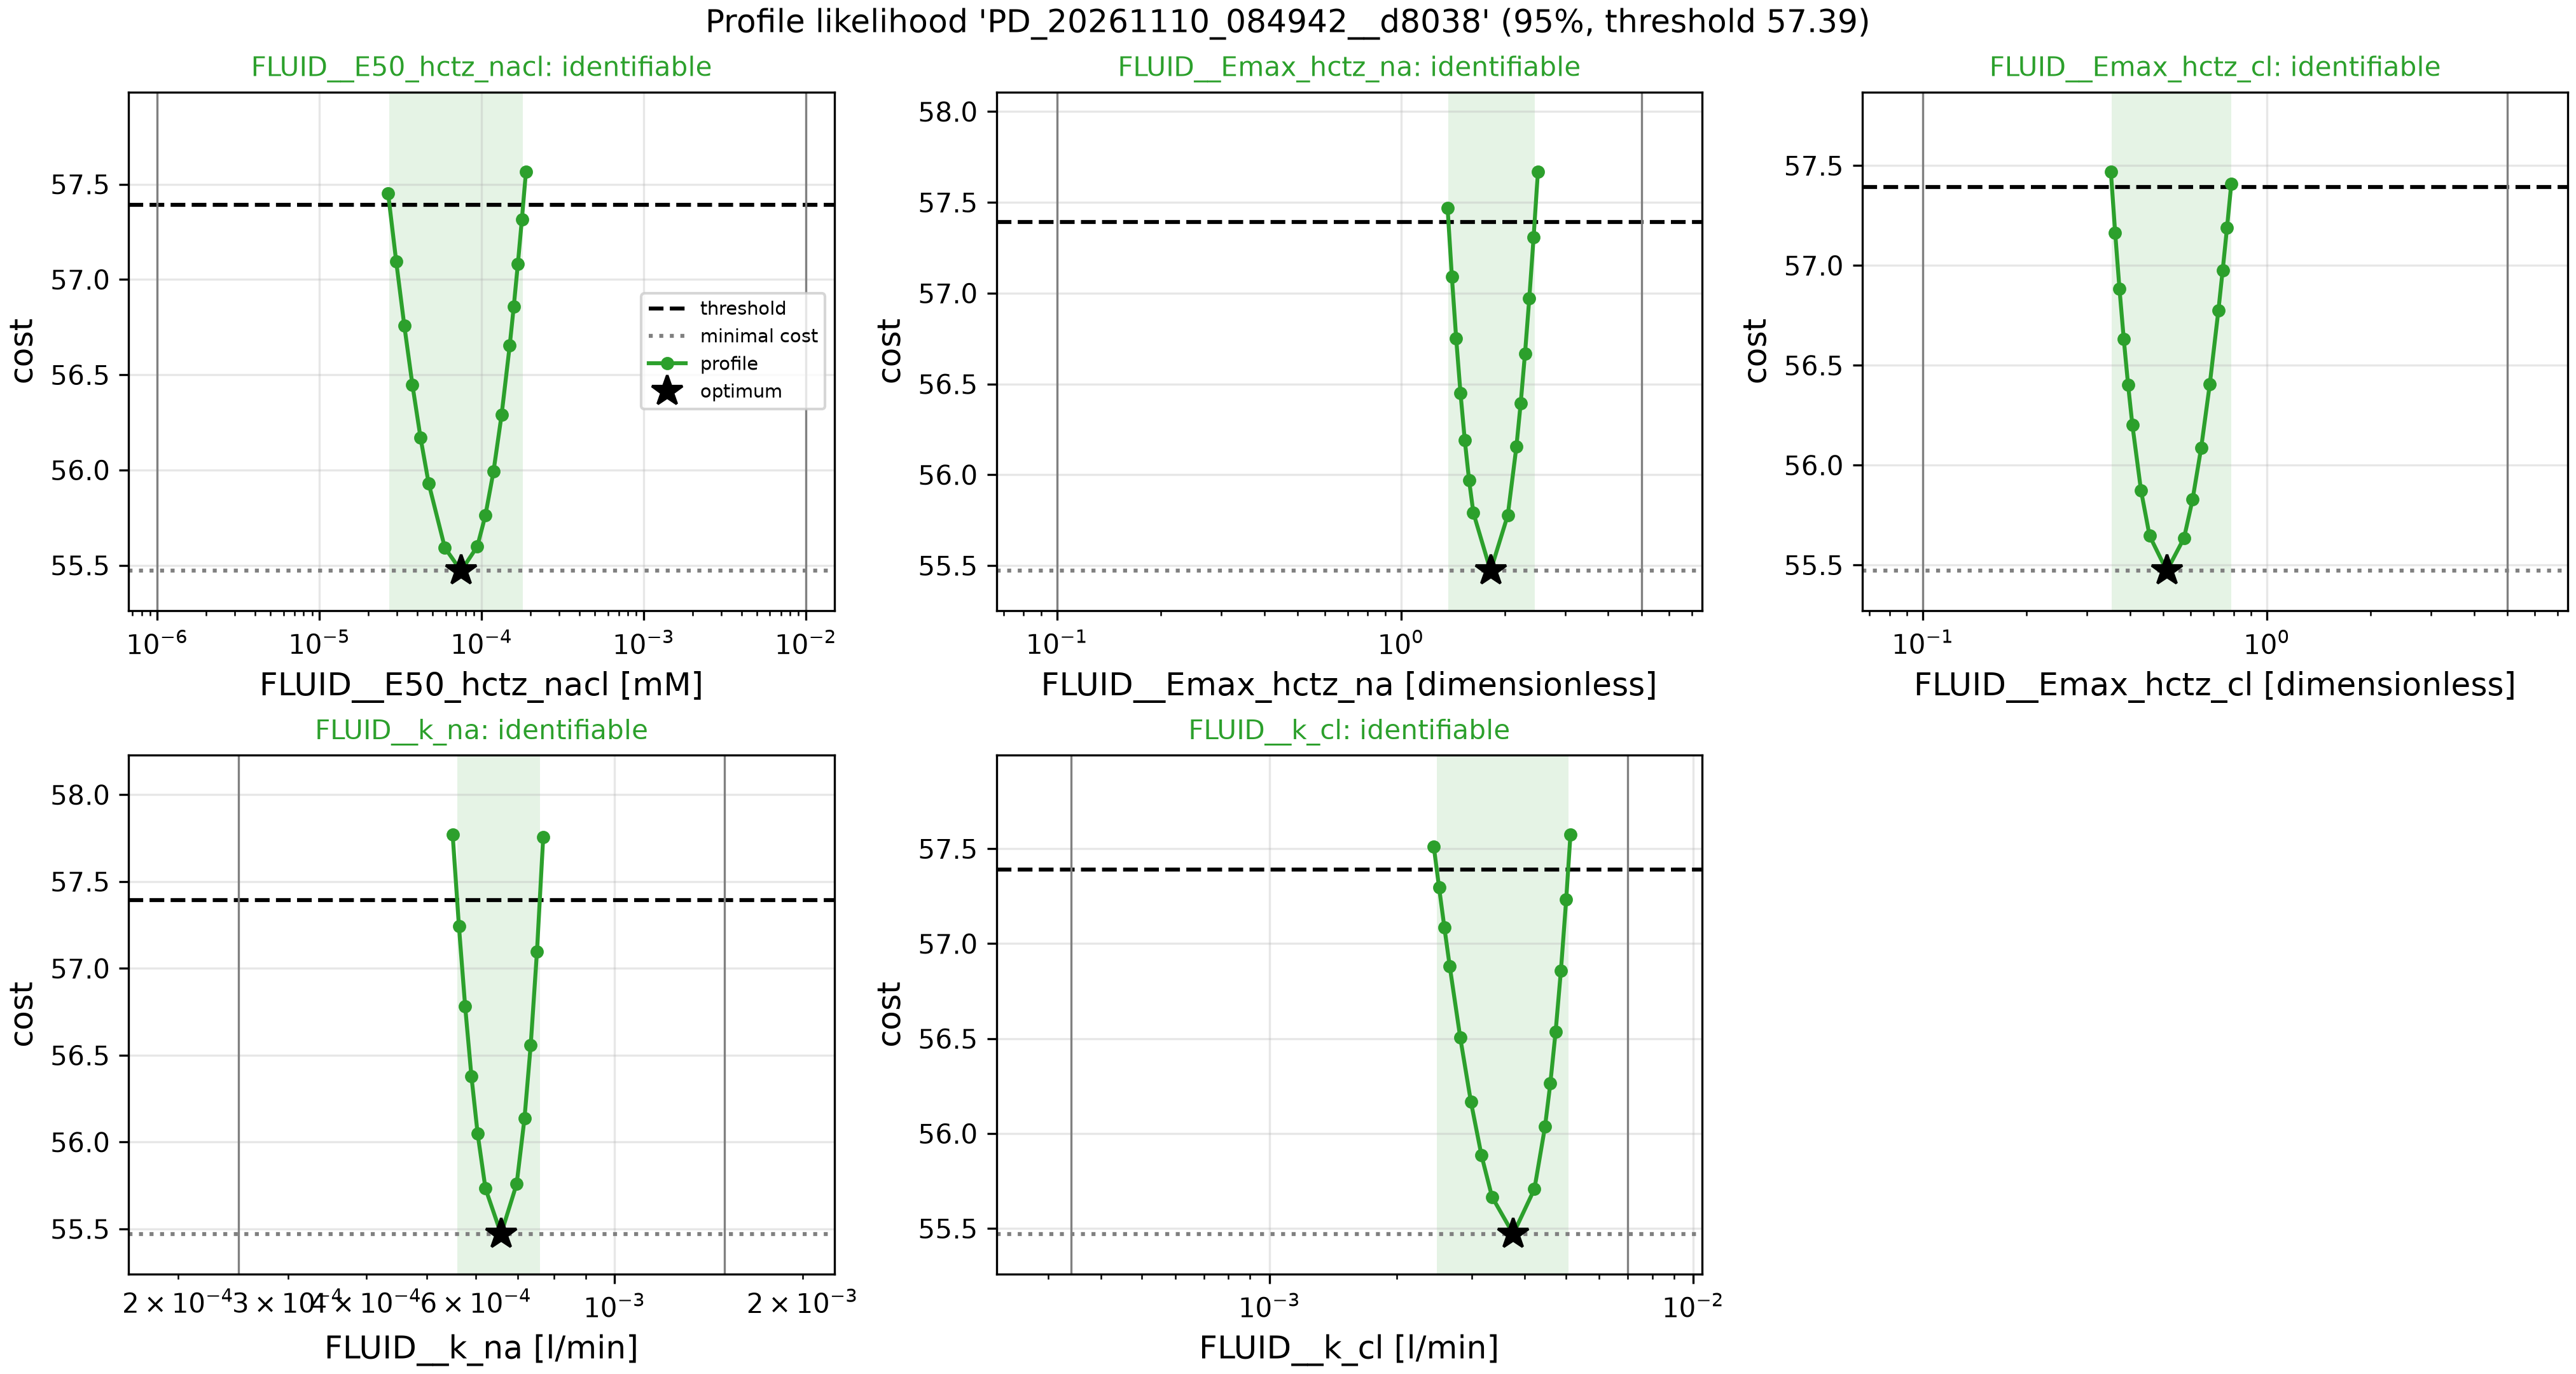 Profile likelihood 'PD_20261110_084942__d8038' (95%, threshold 57.39)
FLUID__E50_hctz_nacl: identifiable
57.5
57.0
56.5
56.0
55.5
cost
threshold
minimal cost
profile
optimum
10⁻⁶ 10⁻⁵ 10⁻⁴ 10⁻³ 10⁻²
FLUID__E50_hctz_nacl [mM]
FLUID__Emax_hctz_na: identifiable
58.0
57.5
57.0
56.5
56.0
55.5
cost
10⁻¹ 10⁰
FLUID__Emax_hctz_na [dimensionless]
FLUID__Emax_hctz_cl: identifiable
57.5
57.0
56.5
56.0
55.5
cost
10⁻¹ 10⁰
FLUID__Emax_hctz_cl [dimensionless]
FLUID__k_na: identifiable
58.0
57.5
57.0
56.5
56.0
55.5
cost
2 × 10⁻⁴ 3 × 10⁻⁴ 4 × 10⁻⁴ 6 × 10⁻⁴ 10⁻³ 2 × 10⁻³
FLUID__k_na [l/min]
FLUID__k_cl: identifiable
57.5
57.0
56.5
56.0
55.5
cost
10⁻³ 10⁻²
FLUID__k_cl [l/min]